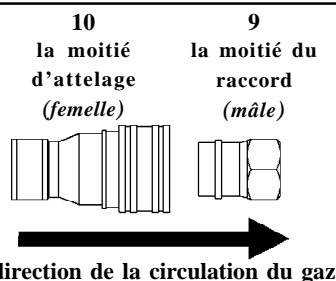 10
la moitié
d'attelage
(femelle)
9
la moitié du
raccord
(mâle)
direction de la circulation du gaz